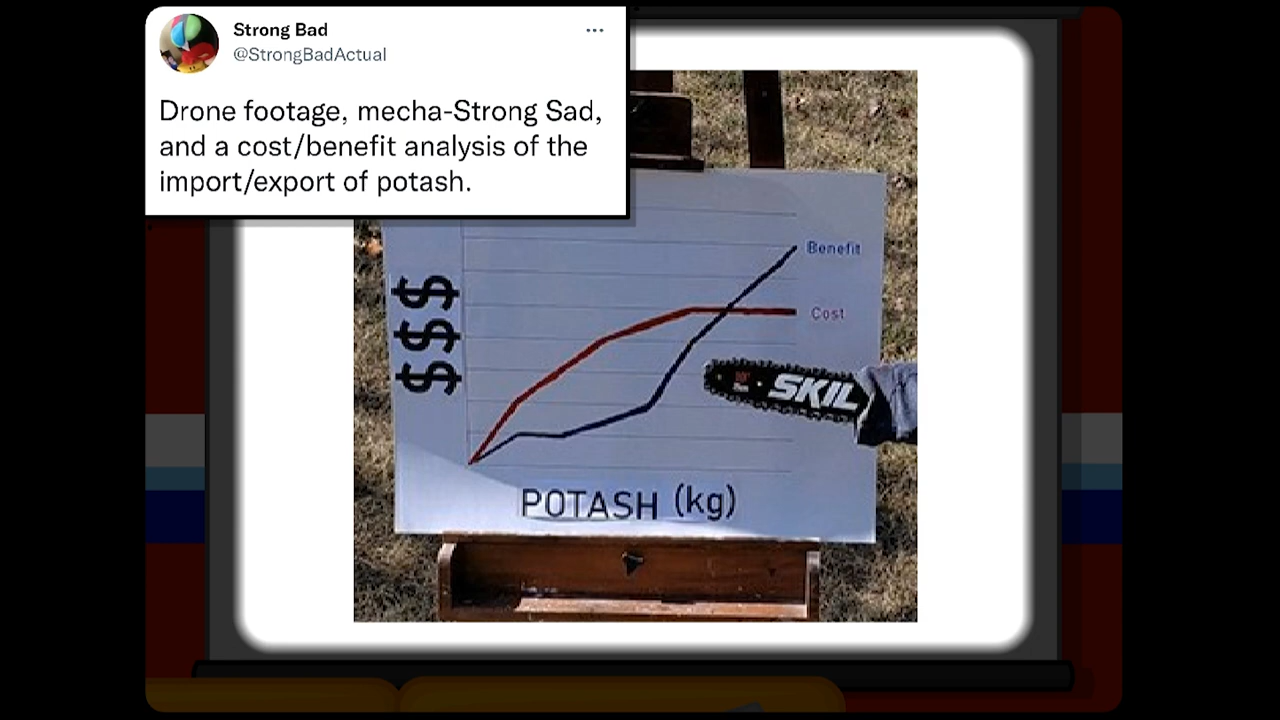 Strong Bad
@StrongBadActual
Drone footage, mecha-Strong Sad,
and a cost/benefit analysis of the
import/export of potash.
Benefit
$$$
Cost
SKIL
POTASH (kg)